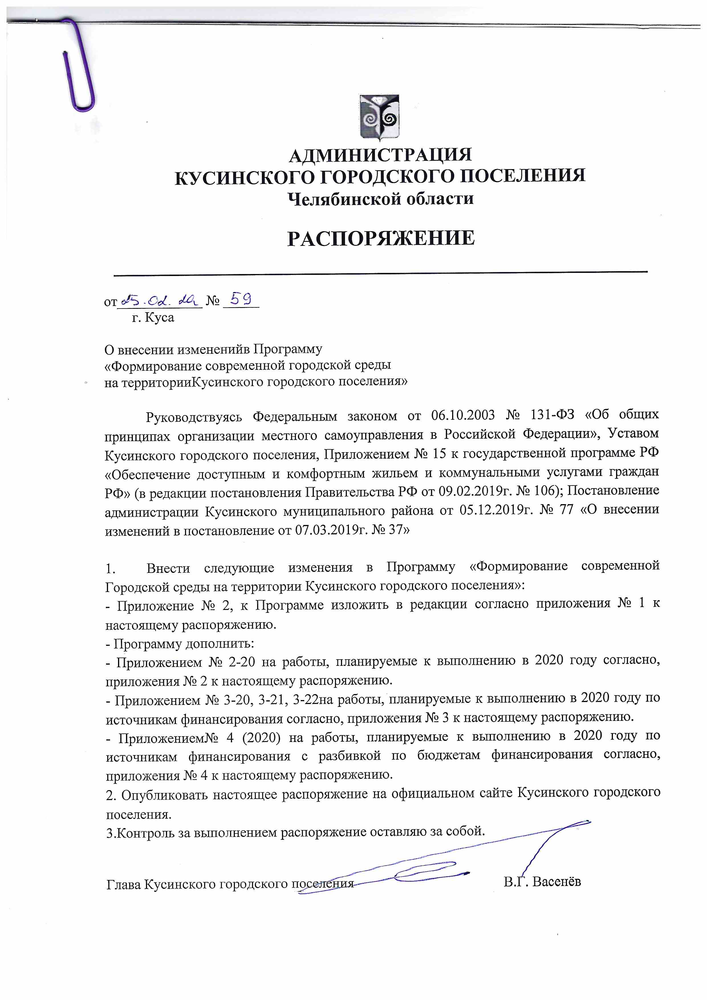 АДМИНИСТРАЦИЯ
КУСИНСКОГО ГОРОДСКОГО ПОСЕЛЕНИЯ
Челябинской области
РАСПОРЯЖЕНИЕ
от 25.02.20 № 59
г. Куса
О внесении измененийв Программу
«Формирование современной городской среды
на территорииКусинского городского поселения»
Руководствуясь Федеральным законом от 06.10.2003 № 131-ФЗ «Об общих
принципах организации местного самоуправления в Российской Федерации», Уставом
Кусинского городского поселения, Приложением № 15 к государственной программе РФ
«Обеспечение доступным и комфортным жильем и коммунальными услугами граждан
РФ» (в редакции постановления Правительства РФ от 09.02.2019г. № 106); Постановление
администрации Кусинского муниципального района от 05.12.2019г. № 77 «О внесении
изменений в постановление от 07.03.2019г. № 37»
1. Внести следующие изменения в Программу «Формирование современной
Городской среды на территории Кусинского городского поселения»:
- Приложение № 2, к Программе изложить в редакции согласно приложения № 1 к
настоящему распоряжению.
- Программу дополнить:
- Приложением № 2-20 на работы, планируемые к выполнению в 2020 году согласно,
приложения № 2 к настоящему распоряжению.
- Приложением № 3-20, 3-21, 3-22на работы, планируемые к выполнению в 2020 году по
источникам финансирования согласно, приложения № 3 к настоящему распоряжению.
- Приложением№ 4 (2020) на работы, планируемые к выполнению в 2020 году по
источникам финансирования с разбивкой по бюджетам финансирования согласно,
приложения № 4 к настоящему распоряжению.
2. Опубликовать настоящее распоряжение на официальном сайте Кусинского городского
поселения.
3.Контроль за выполнением распоряжение оставляю за собой.
Глава Кусинского городского поселения В.Г. Васенёв